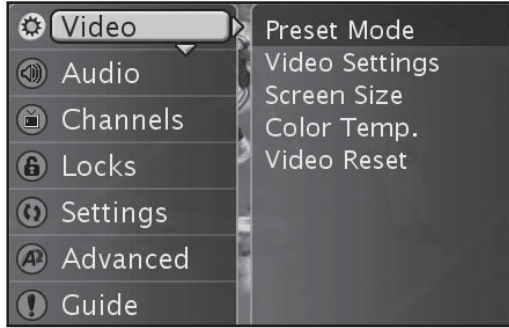 Video
Audio
Channels
Locks
Settings
Advanced
Guide
Preset Mode
Video Settings
Screen Size
Color Temp.
Video Reset